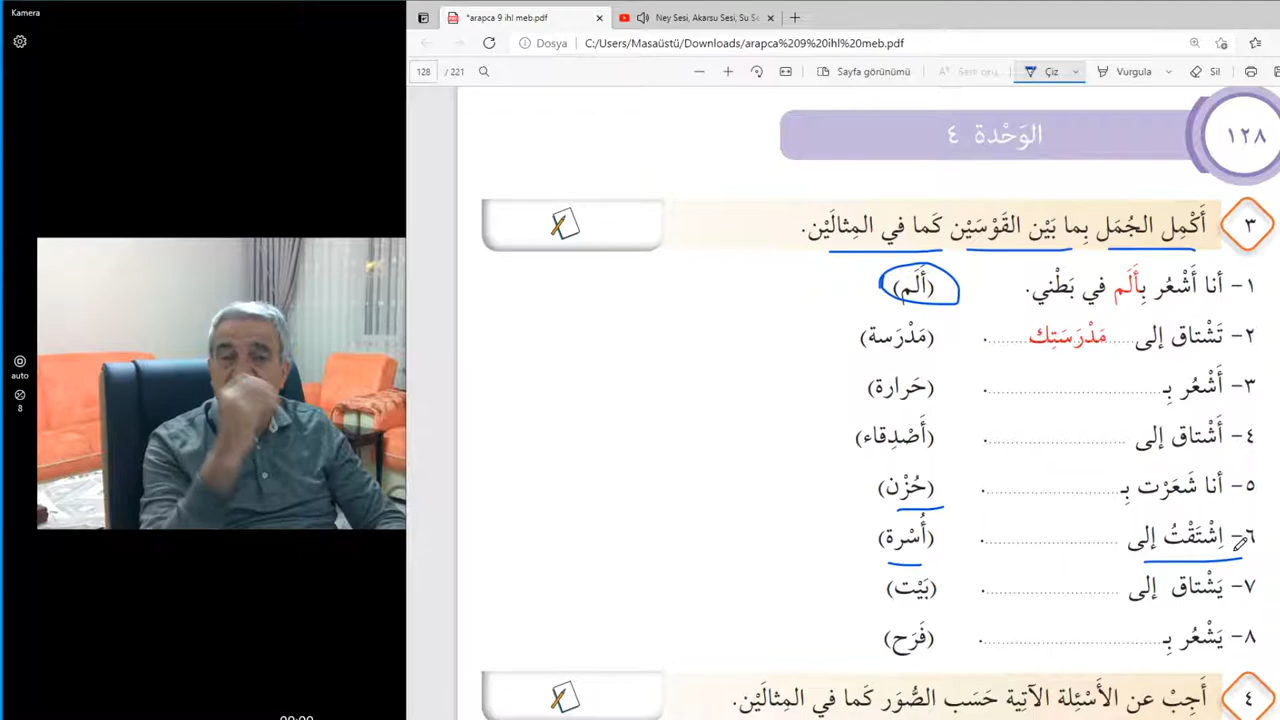 Kamera
*arapca 9 ihl meb.pdf
Ney Sesi, Akarsu Sesi, Su Se
Dosya C:/Users/Masaüstü/Downloads/arapca%209%20ihl%20meb.pdf
128 / 221
Sayfa görünümü
Çiz
Vurgula
Sil
auto
8
الوَحْدة ٤
١٢٨
٣ أَكْمِل الجُمَل بِما بَيْن القَوْسَيْن كَما في المِثالَيْن.
١- أنا أَشْعُر بِأَلَم في بَطْني. (أَلَم)
٢- تَشْتاق إلى ..... مَدْرَسَتِك ......... (مَدْرَسة)
٣- أَشْعُر بِـ .............................. . (حَرارة)
٤- أَشْتاق إلى .............................. . (أَصْدِقاء)
٥- أنا شَعَرْت بِـ .............................. . (حُزْن)
٦- اِشْتَقْتُ إلى .............................. . (أُسْرة)
٧- يَشْتاق إلى .............................. . (بَيْت)
٨- يَشْعُر بِـ .............................. . (فَرَح)
٤ أَجِبْ عن الأَسْئِلة الآتِية حَسَب الصُّوَر كَما في المِثالَيْن.